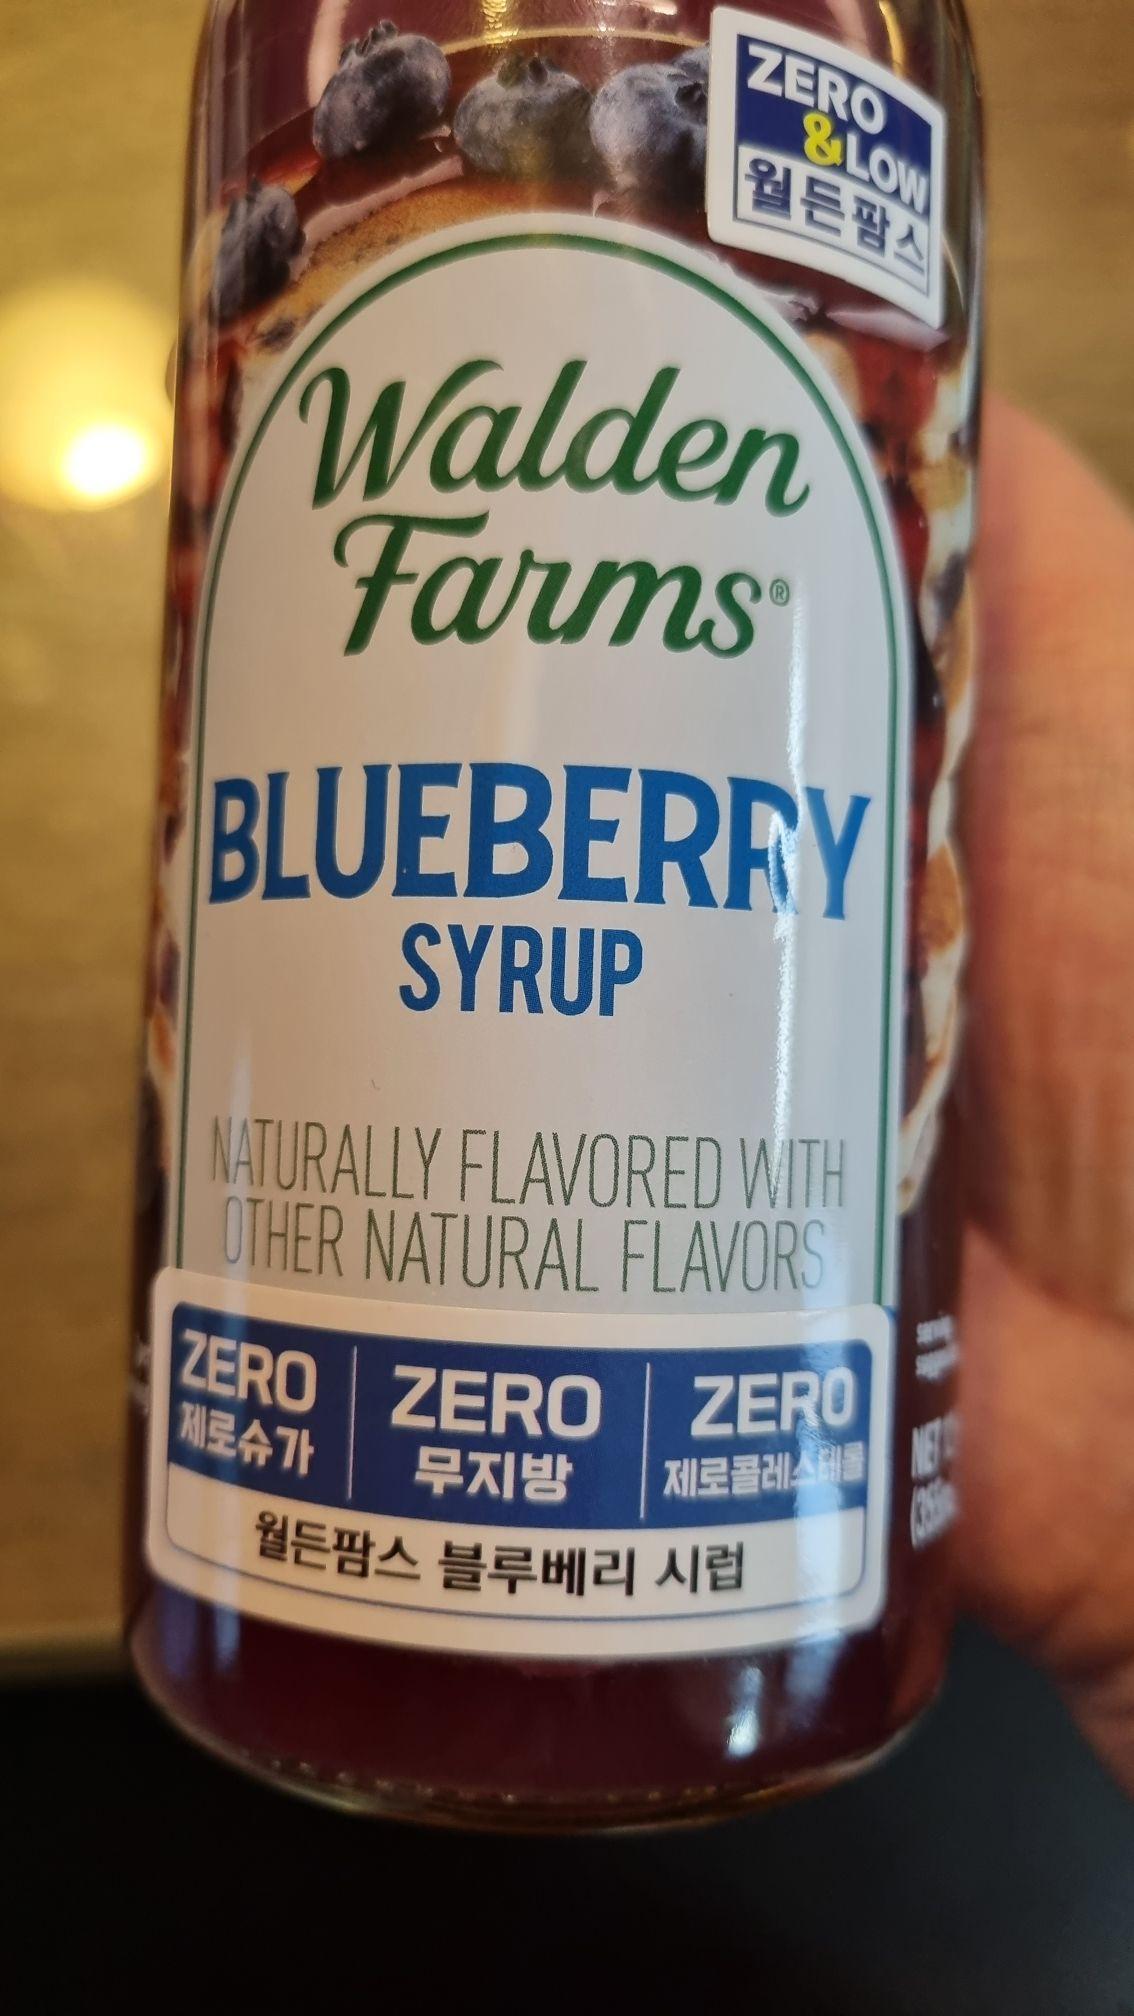 ZERO
&LOW
월든팜스
Walden
Farms®
BLUEBERRY
SYRUP
NATURALLY FLAVORED WITH
OTHER NATURAL FLAVORS
ZERO ZERO ZERO
제로슈가 무지방 제로콜레스테롤
월든팜스 블루베리 시럽
NET